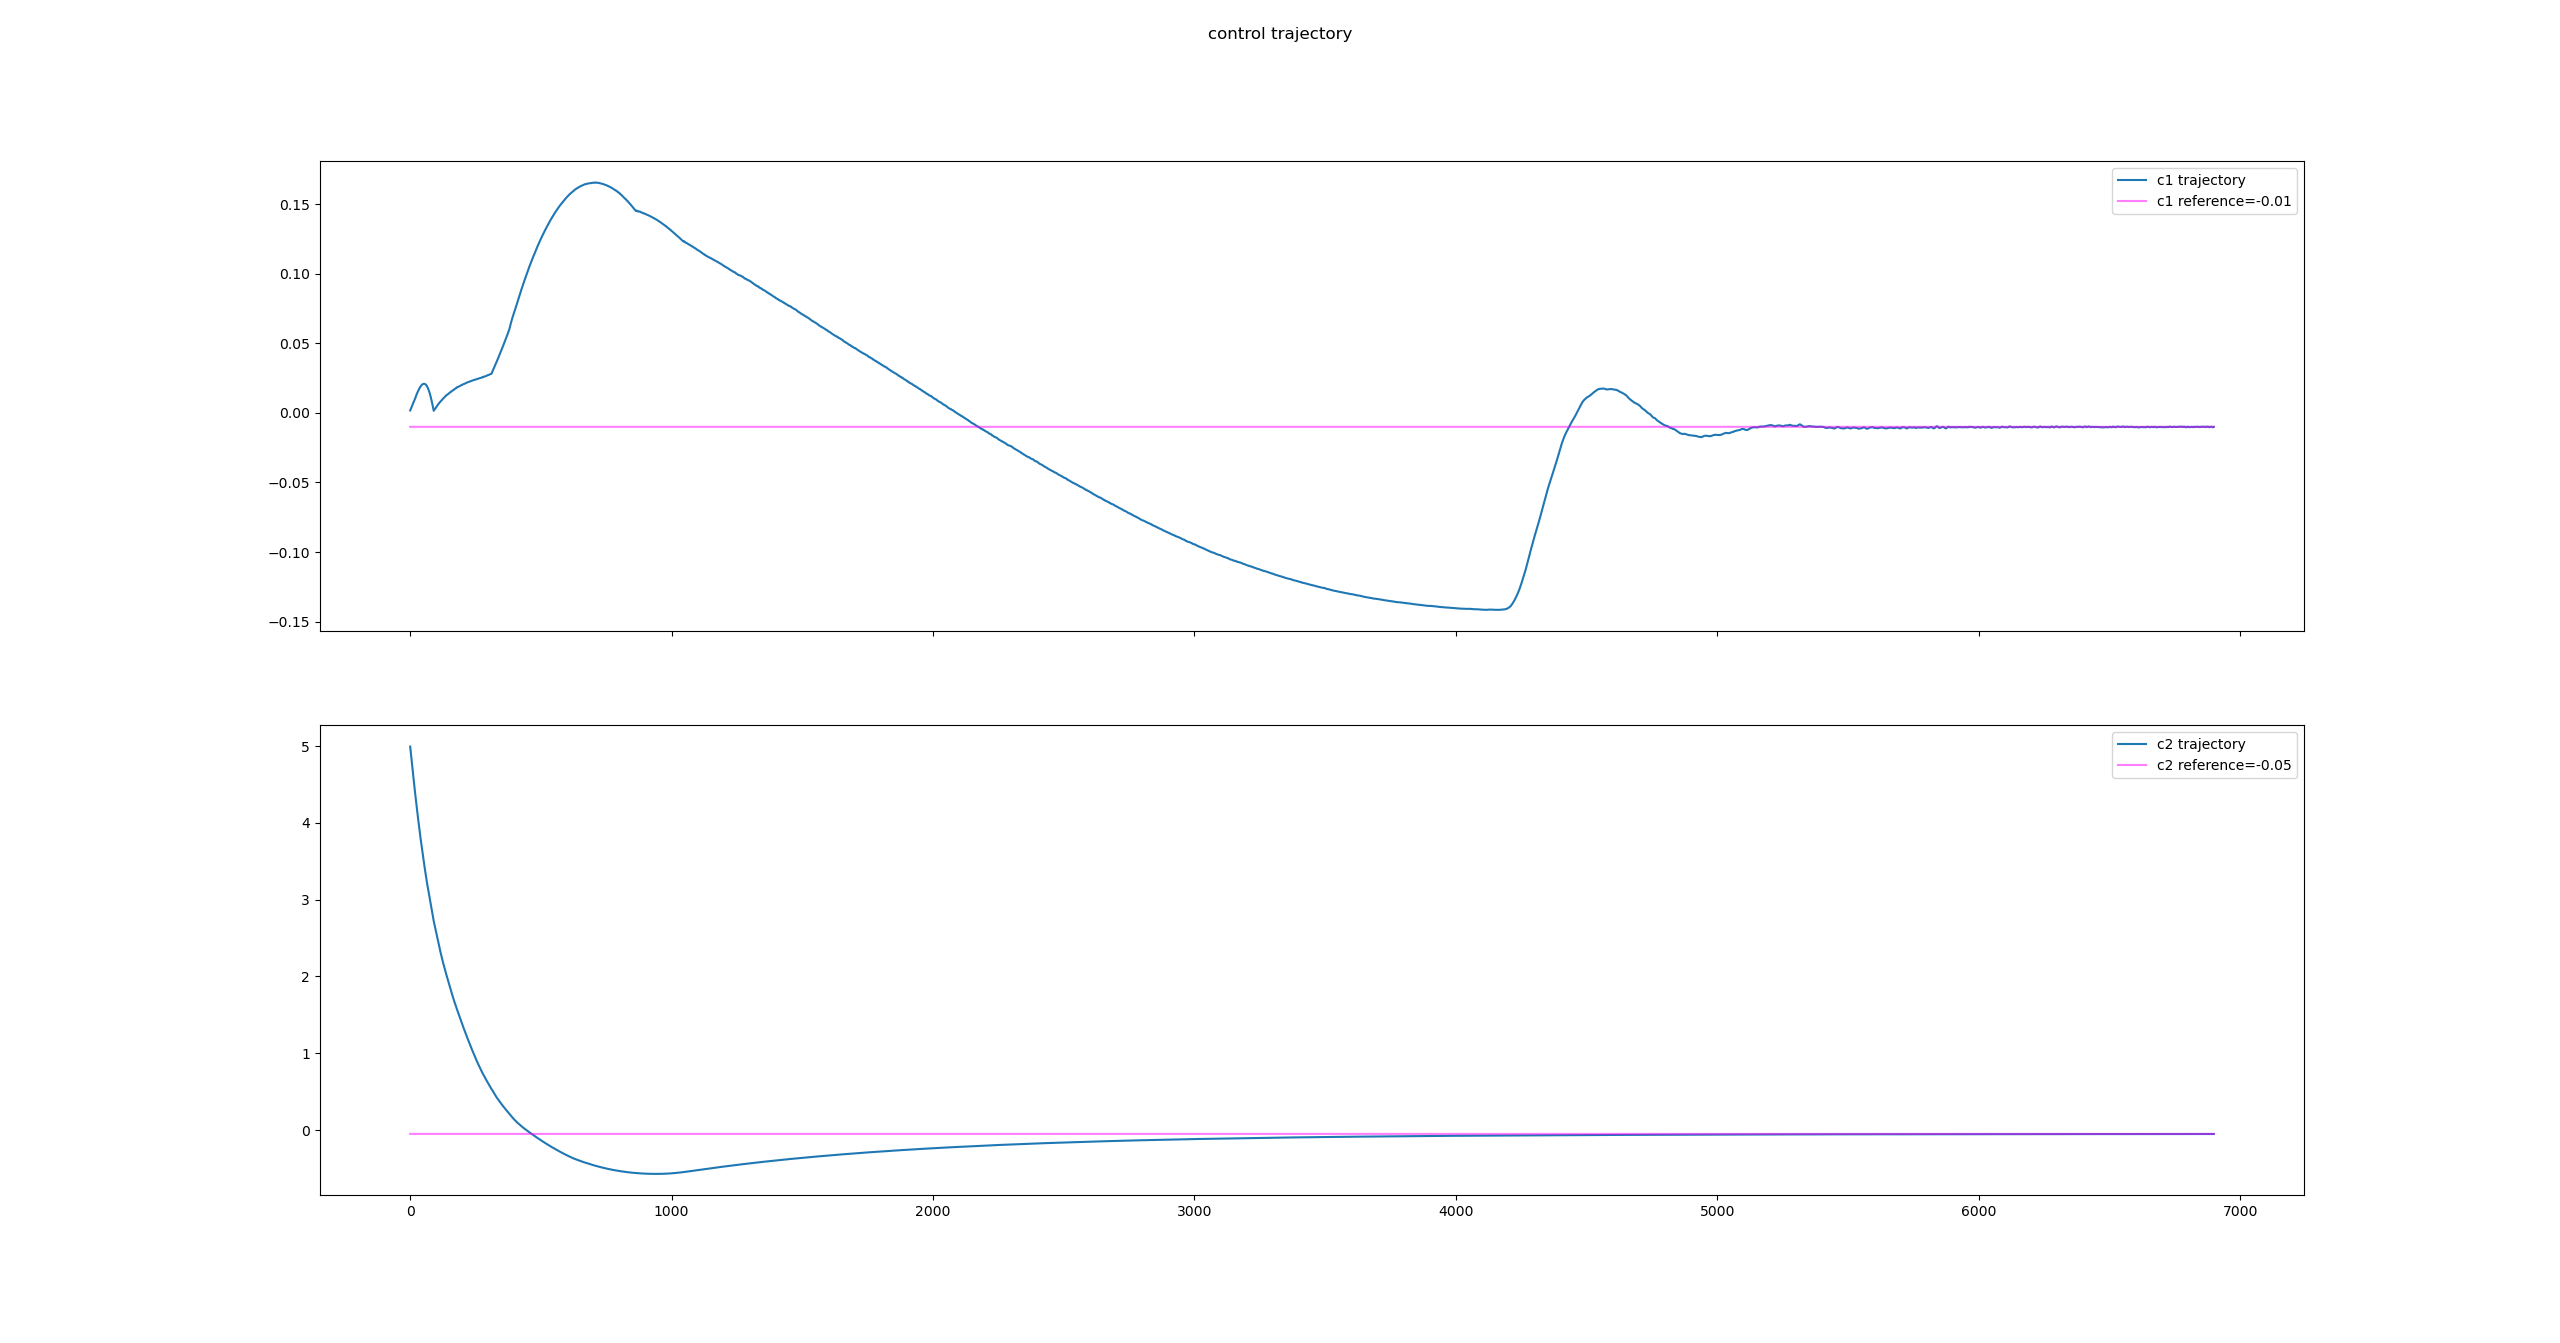 control trajectory
c1 trajectory
c1 reference=-0.01
0.15
0.10
0.05
0.00
−0.05
−0.10
−0.15
c2 trajectory
c2 reference=-0.05
5
4
3
2
1
0
0 1000 2000 3000 4000 5000 6000 7000